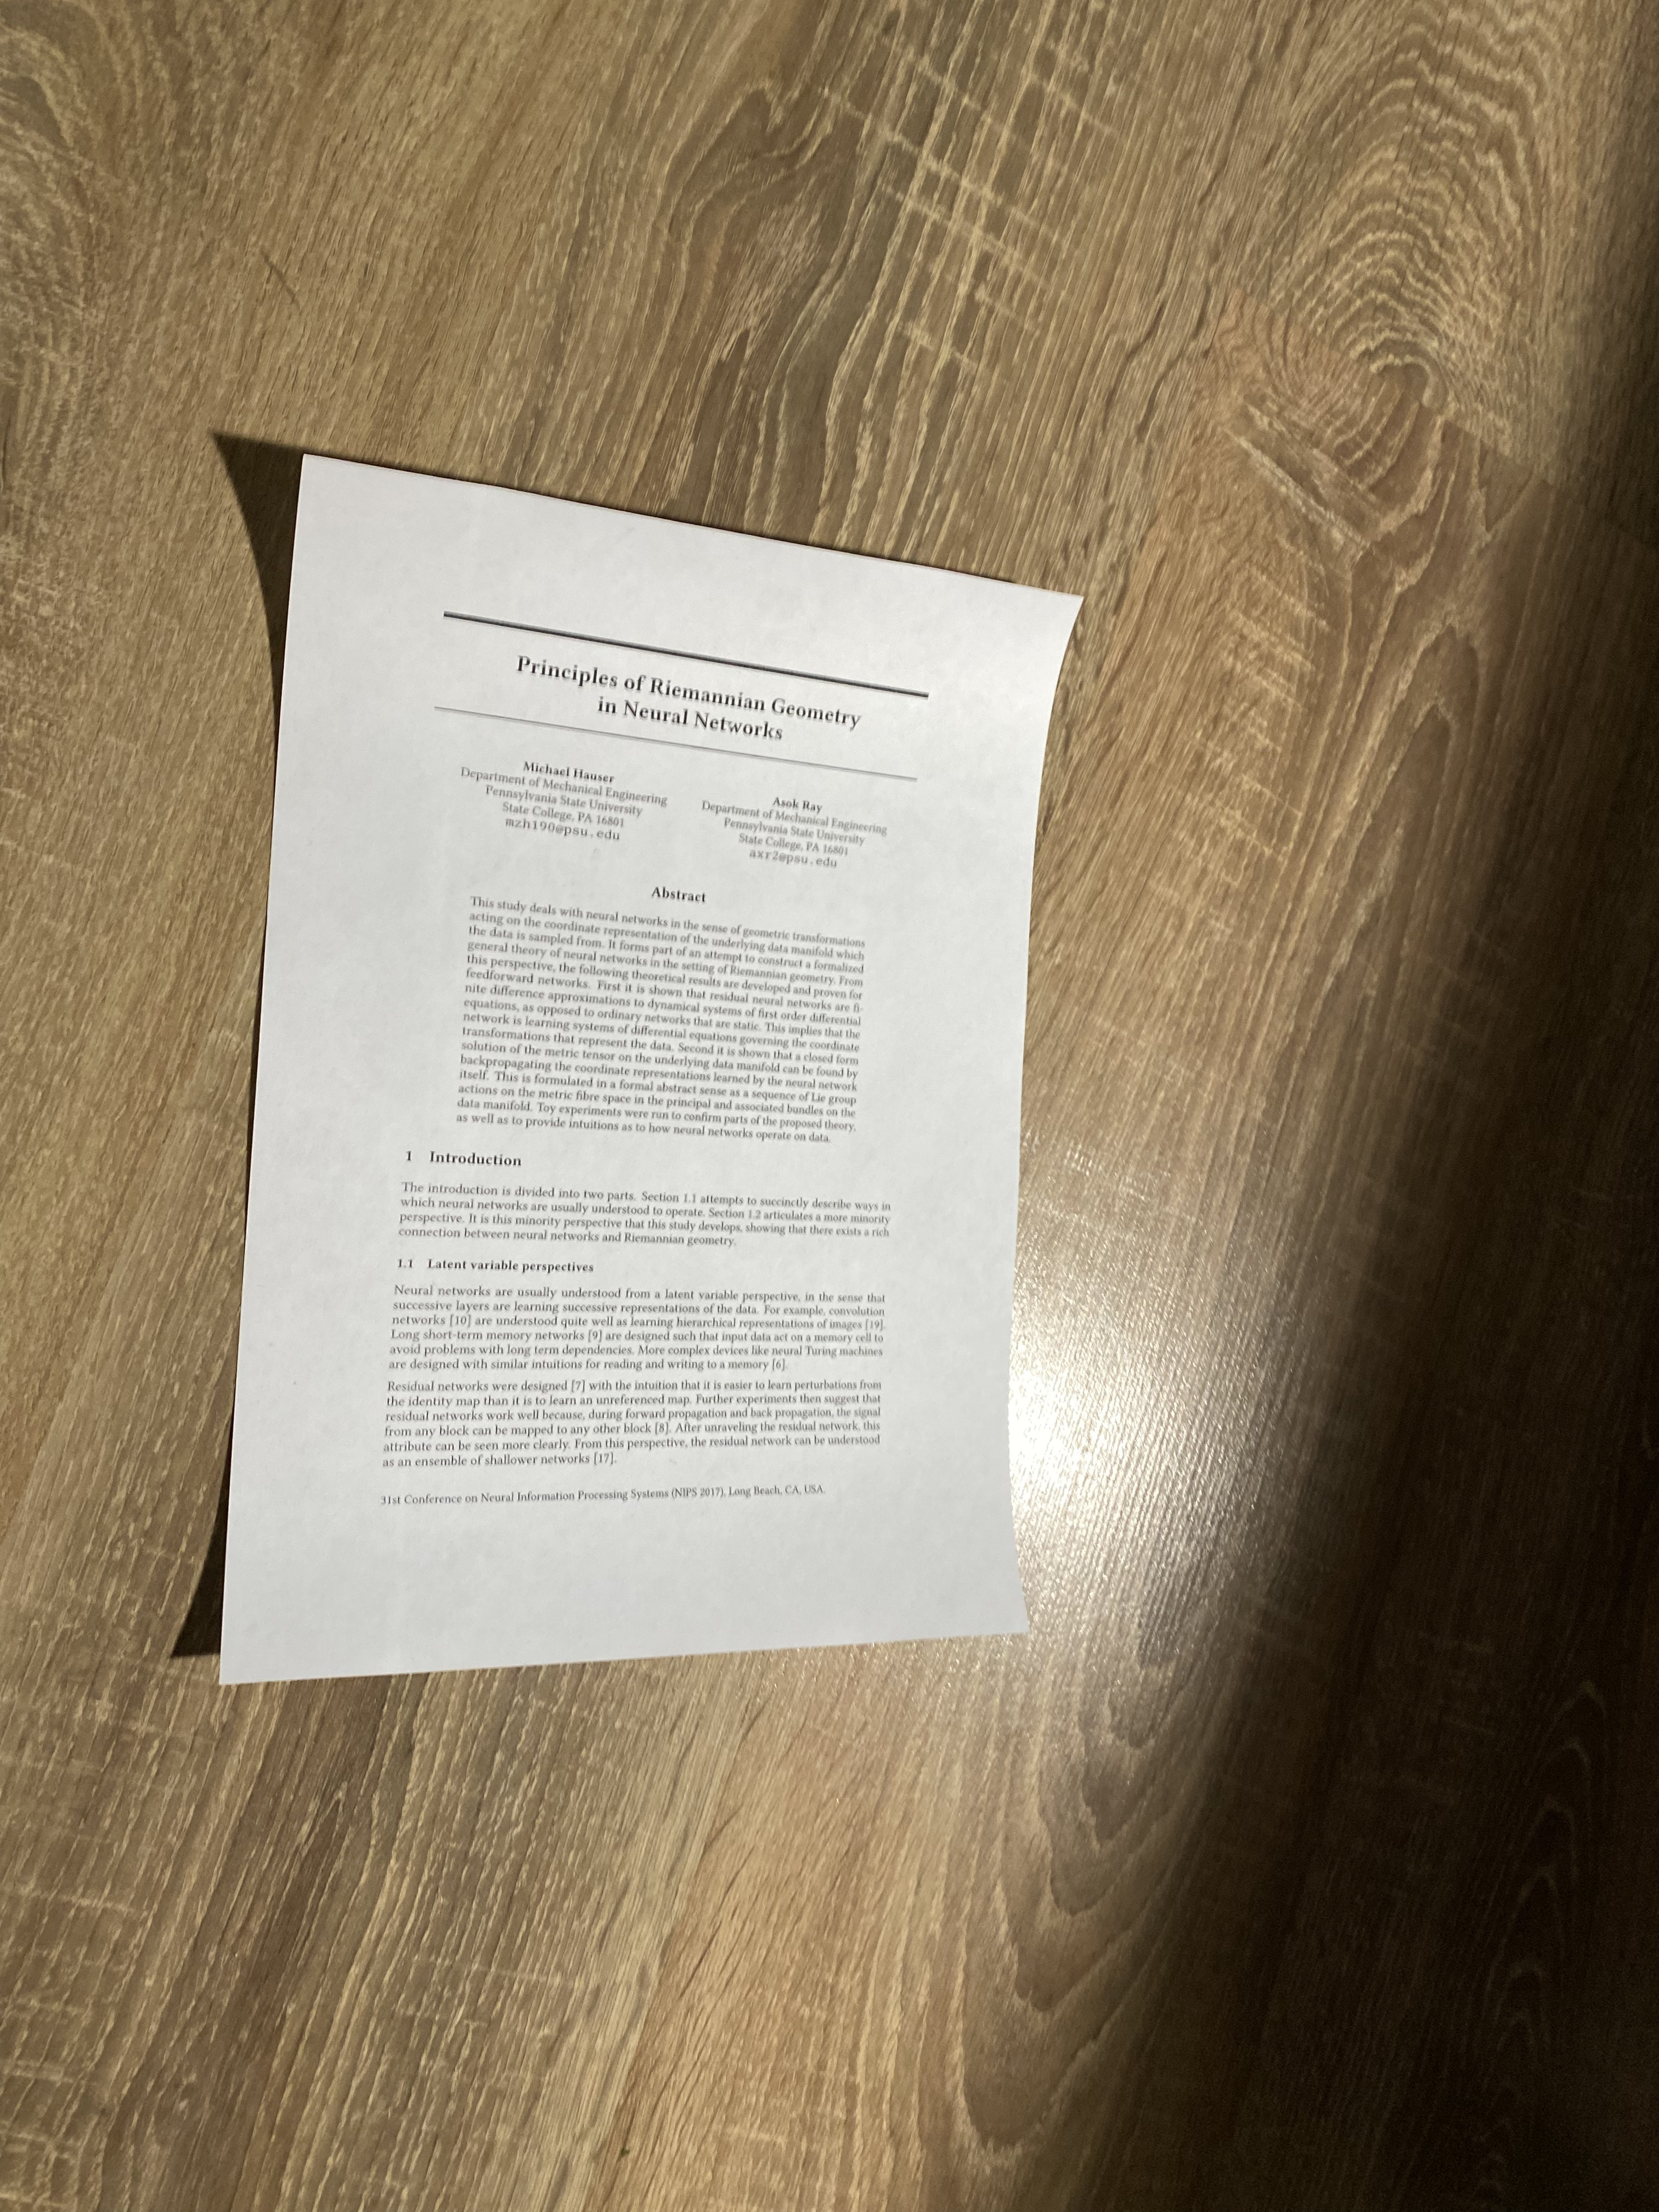 Principles of Riemannian Geometry
in Neural Networks
Michael Hauser
Department of Mechanical Engineering
Pennsylvania State University
State College, PA 16801
mzh190@psu.edu
Asok Ray
Department of Mechanical Engineering
Pennsylvania State University
State College, PA 16801
axr2@psu.edu
Abstract
This study deals with neural networks in the sense of geometric transformations
acting on the coordinate representation of the underlying data manifold which
the data is sampled from. It forms part of an attempt to construct a formalized
general theory of neural networks in the setting of Riemannian geometry. From
this perspective, the following theoretical results are developed and proven for
feedforward networks. First it is shown that residual neural networks are fi-
nite difference approximations to dynamical systems of first order differential
equations, as opposed to ordinary networks that are static. This implies that the
network is learning systems of differential equations governing the coordinate
transformations that represent the data. Second it is shown that a closed form
solution of the metric tensor on the underlying data manifold can be found by
backpropagating the coordinate representations learned by the neural network
itself. This is formulated in a formal abstract sense as a sequence of Lie group
actions on the metric fibre space in the principal and associated bundles on the
data manifold. Toy experiments were run to confirm parts of the proposed theory,
as well as to provide intuitions as to how neural networks operate on data.
1 Introduction
The introduction is divided into two parts. Section 1.1 attempts to succinctly describe ways in
which neural networks are usually understood to operate. Section 1.2 articulates a more minority
perspective. It is this minority perspective that this study develops, showing that there exists a rich
connection between neural networks and Riemannian geometry.
1.1 Latent variable perspectives
Neural networks are usually understood from a latent variable perspective, in the sense that
successive layers are learning successive representations of the data. For example, convolution
networks [10] are understood quite well as learning hierarchical representations of images [19].
Long short-term memory networks [9] are designed such that input data act on a memory cell to
avoid problems with long term dependencies. More complex devices like neural Turing machines
are designed with similar intuitions for reading and writing to a memory [6].
Residual networks were designed [7] with the intuition that it is easier to learn perturbations from
the identity map than it is to learn an unreferenced map. Further experiments then suggest that
residual networks work well because, during forward propagation and back propagation, the signal
from any block can be mapped to any other block [8]. After unraveling the residual network, this
attribute can be seen more clearly. From this perspective, the residual network can be understood
as an ensemble of shallower networks [17].
31st Conference on Neural Information Processing Systems (NIPS 2017), Long Beach, CA, USA.